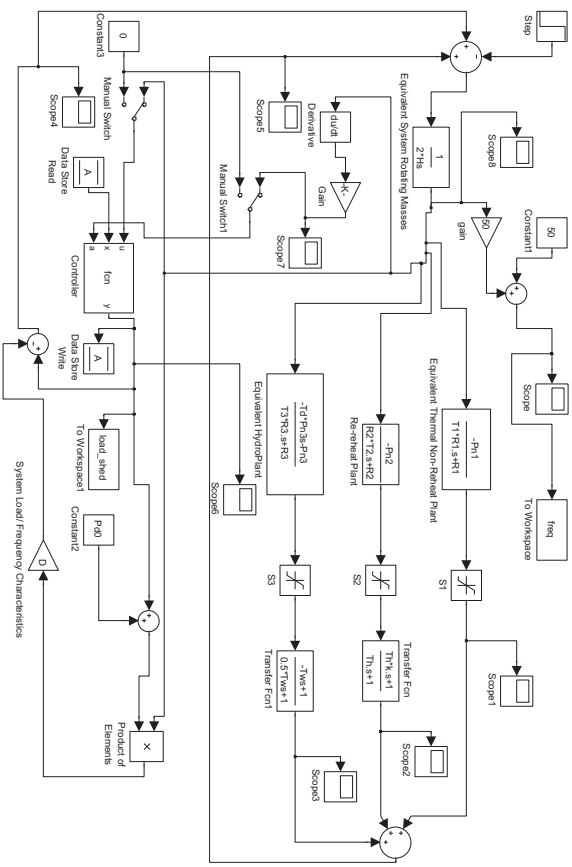 Step
Scope8
50
Constant1
50
gain
Scope
freq
To Workspace
+
-
+
+
+
1
2*Hs
Equivalent System Rotating Masses
-Pn1
T1*R1.s+R1
Equivalent Thermal Non-Reheat Plant
S1
Scope1
-Pn2
R2*T2.s+R2
Re-reheat Plant
S2
Th*k.s+1
Th.s+1
Transfer Fcn
Scope2
-Td*Pn3s-Pn3
T3*R3.s+R3
Equivalent HydroPlant
S3
-Tws+1
0.5*Tws+1
Transfer Fcn1
Scope3
+
+
+
Scope5
du/dt
Derivative
-K-
Gain
Scope7
Manual Switch1
0
Constant3
Manual Switch
Scope4
A
Data Store
Read
u
x
a
fcn
y
Controller
A
Data Store
Write
Scope6
load_shed
To Workspace1
Pd0
Constant2
+
+
-
+
×
Product of
Elements
D
System Load/ Frequency Characteristics